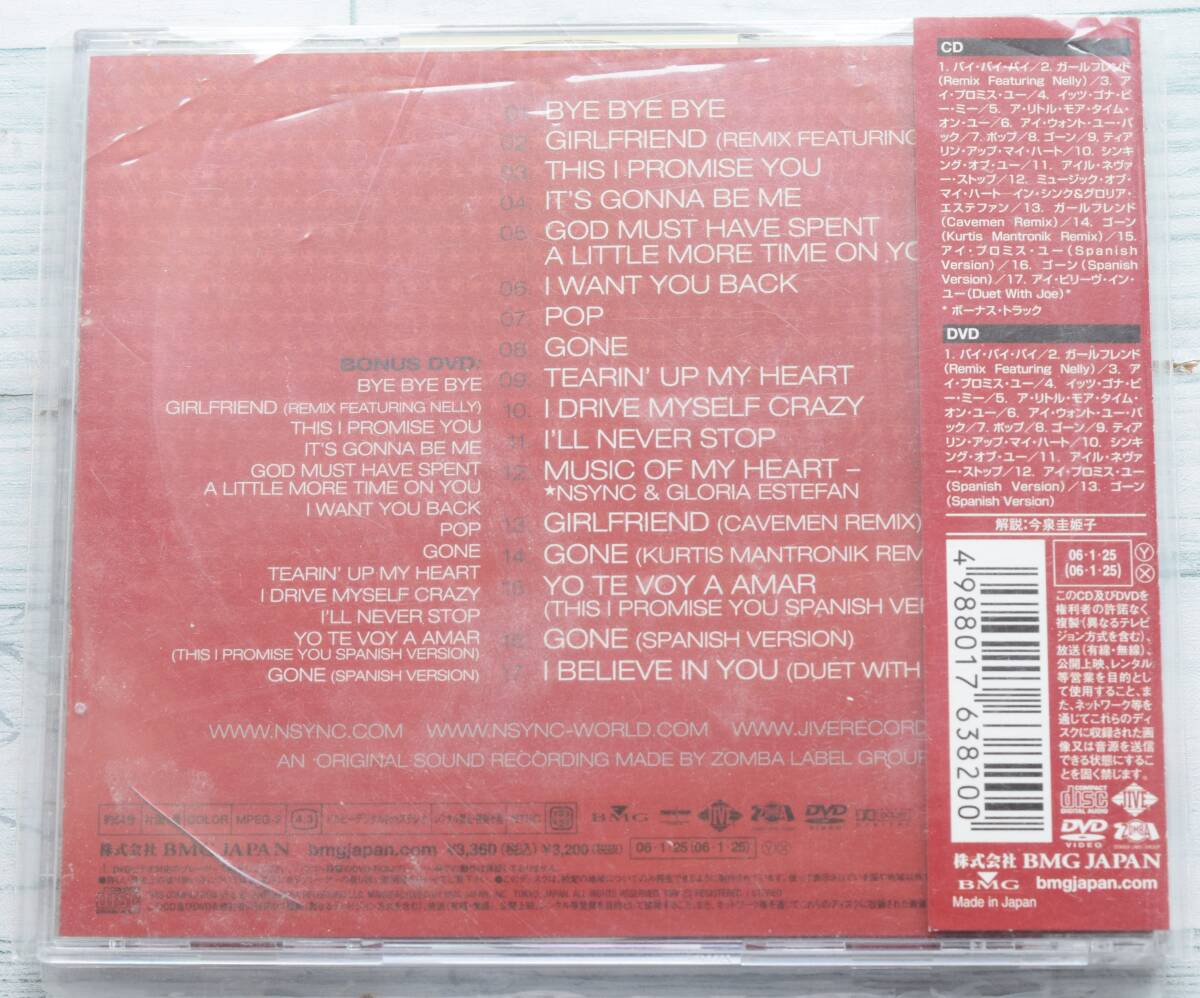 01. BYE BYE BYE
02. GIRLFRIEND (REMIX FEATURING
03. THIS I PROMISE YOU
04. IT'S GONNA BE ME
05. GOD MUST HAVE SPENT
A LITTLE MORE TIME ON YO
06. I WANT YOU BACK
07. POP
08. GONE
09. TEARIN' UP MY HEART
10. I DRIVE MYSELF CRAZY
11. I'LL NEVER STOP
12. MUSIC OF MY HEART –
★NSYNC & GLORIA ESTEFAN
13. GIRLFRIEND (CAVEMEN REMIX)
14. GONE (KURTIS MANTRONIK REM
15. YO TE VOY A AMAR
(THIS I PROMISE YOU SPANISH VE
16. GONE (SPANISH VERSION)
17. I BELIEVE IN YOU (DUET WITH
BONUS DVD:
BYE BYE BYE
GIRLFRIEND (REMIX FEATURING NELLY)
THIS I PROMISE YOU
IT'S GONNA BE ME
GOD MUST HAVE SPENT
A LITTLE MORE TIME ON YOU
I WANT YOU BACK
POP
GONE
TEARIN' UP MY HEART
I DRIVE MYSELF CRAZY
I'LL NEVER STOP
YO TE VOY A AMAR
(THIS I PROMISE YOU SPANISH VERSION)
GONE (SPANISH VERSION)
WWW.NSYNC.COM WWW.NSYNC-WORLD.COM WWW.JIVERECORD
AN ORIGINAL SOUND RECORDING MADE BY ZOMBA LABEL GROUP
COLOR MPEG-2 4:3 BMG JIVE ZOMBA DVD VIDEO
株式会社 BMG JAPAN bmgjapan.com ¥3,360(税込) ¥3,200(税抜) 06・1・25(06・1・25)
CD
1. バイ・バイ・バイ/2. ガールフレンド
(Remix Featuring Nelly)/3. ア
イ・プロミス・ユー/4. イッツ・ゴナ・ビ
ー・ミー/5. ア・リトル・モア・タイム・
オン・ユー/6. アイ・ウォント・ユー・バ
ック/7. ポップ/8. ゴーン/9. ティア
リン・アップ・マイ・ハート/10. シンキ
ング・オブ・ユー/11. アイル・ネヴァ
ー・ストップ/12. ミュージック・オブ・
マイ・ハート―イン・シンク&グロリア・
エステファン/13. ガールフレンド
(Cavemen Remix)/14. ゴーン
(Kurtis Mantronik Remix)/15.
アイ・プロミス・ユー(Spanish
Version)/16. ゴーン(Spanish
Version)/17. アイ・ビリーヴ・イン・
ユー(Duet With Joe)*
* ボーナス・トラック
DVD
1. バイ・バイ・バイ/2. ガールフレンド
(Remix Featuring Nelly)/3. ア
イ・プロミス・ユー/4. イッツ・ゴナ・ビ
ー・ミー/5. ア・リトル・モア・タイム・
オン・ユー/6. アイ・ウォント・ユー・バ
ック/7. ポップ/8. ゴーン/9. ティア
リン・アップ・マイ・ハート/10. シンキ
ング・オブ・ユー/11. アイル・ネヴァ
ー・ストップ/12. アイ・プロミス・ユー
(Spanish Version)/13. ゴーン
(Spanish Version)
解説:今泉圭姫子
4 988017 638200
06・1・25
(06・1・25)
Ⓨ
Ⓧ
このCD及びDVDを
権利者の許諾なく
複製(異なるテレビ
ジョン方式を含む)、
放送(有線・無線)、
公開上映、レンタル
等営業を目的とし
て使用すること、ま
た、ネットワーク等を
通じてこれらのディ
スクに収録された画
像又は音源を送信
できる状態にするこ
とを固く禁じます。
COMPACT disc DIGITAL AUDIO JIVE
DVD VIDEO ZOMBA
株式会社 BMG JAPAN
BMG bmgjapan.com
Made in Japan